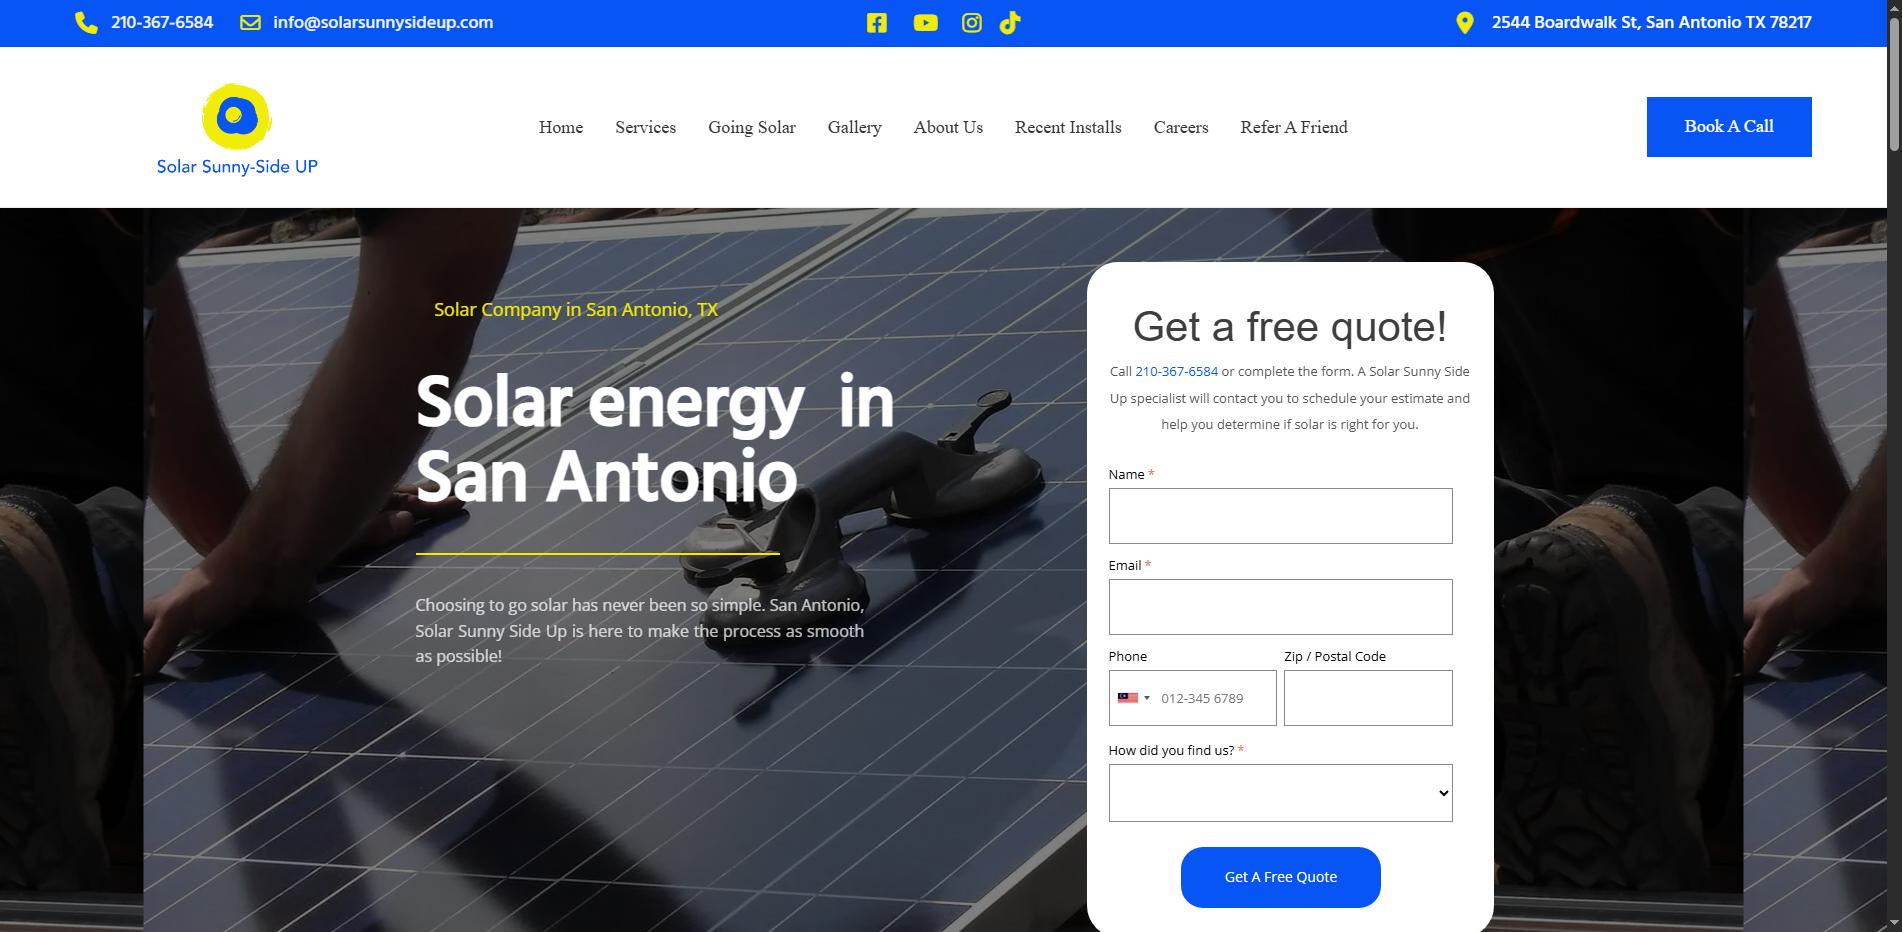 210-367-6584
info@solarsunnysideup.com
2544 Boardwalk St, San Antonio TX 78217
Solar Sunny-Side UP
Home
Services
Going Solar
Gallery
About Us
Recent Installs
Careers
Refer A Friend
Book A Call
Solar Company in San Antonio, TX
Solar energy in
San Antonio
Choosing to go solar has never been so simple. San Antonio,
Solar Sunny Side Up is here to make the process as smooth
as possible!
Get a free quote!
Call 210-367-6584 or complete the form. A Solar Sunny Side
Up specialist will contact you to schedule your estimate and
help you determine if solar is right for you.
Name *
Email *
Phone
Zip / Postal Code
012-345 6789
How did you find us? *
Get A Free Quote